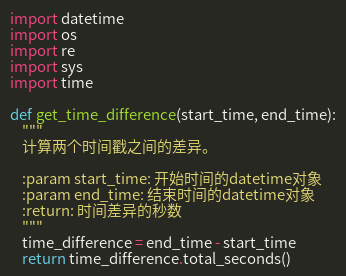 import datetime
import os
import re
import sys
import time
def get_time_difference(start_time, end_time):
"""
计算两个时间戳之间的差异。
:param start_time: 开始时间的datetime对象
:param end_time: 结束时间的datetime对象
:return: 时间差异的秒数
"""
time_difference = end_time - start_time
return time_difference.total_seconds()